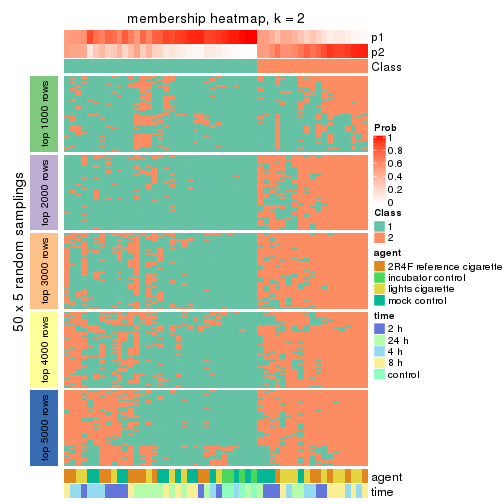 membership heatmap, k = 2
p1
p2
Class
50 x 5 random samplings
top 1000 rows
top 2000 rows
top 3000 rows
top 4000 rows
top 5000 rows
agent
time
Prob
1
0.8
0.6
0.4
0.2
0
Class
1
2
agent
2R4F reference cigarette
incubator control
lights cigarette
mock control
time
2 h
24 h
4 h
8 h
control